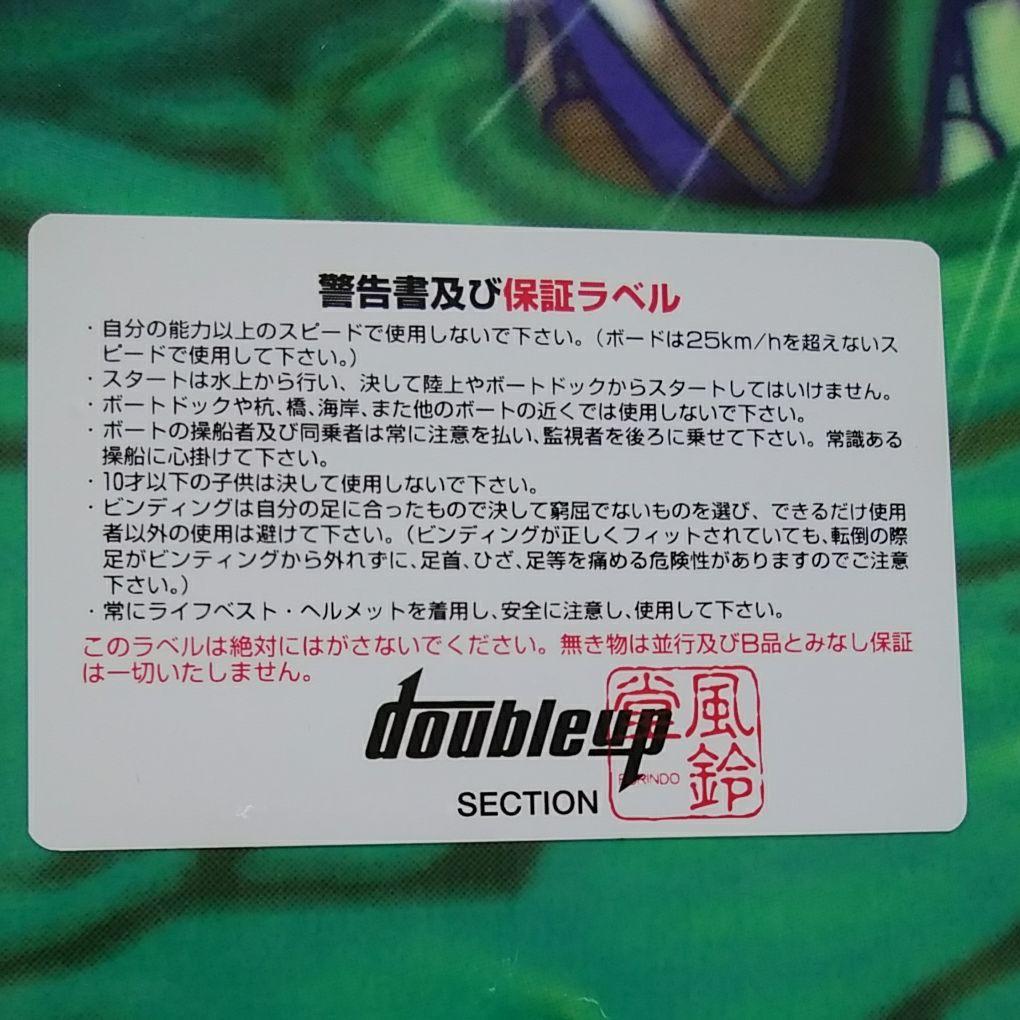 警告書及び保証ラベル
・自分の能力以上のスピードで使用しないで下さい。(ボードは25km/hを超えないス
ピードで使用して下さい。)
・スタートは水上から行い、決して陸上やボートドックからスタートしてはいけません。
・ボートドックや杭、橋、海岸、また他のボートの近くでは使用しないで下さい。
・ボートの操船者及び同乗者は常に注意を払い、監視者を後ろに乗せて下さい。常識ある
操船に心掛けて下さい。
・10才以下の子供は決して使用しないで下さい。
・ビンディングは自分の足に合ったもので決して窮屈でないものを選び、できるだけ使用
者以外の使用は避けて下さい。(ビンディングが正しくフィットされていても、転倒の際
足がビンティングから外れずに、足首、ひざ、足等を痛める危険性がありますのでご注意
下さい。)
・常にライフベスト・ヘルメットを着用し、安全に注意し、使用して下さい。
このラベルは絶対にはがさないでください。無き物は並行及びB品とみなし保証
は一切いたしません。
doubleup
SECTION
風鈴堂
FURINDO